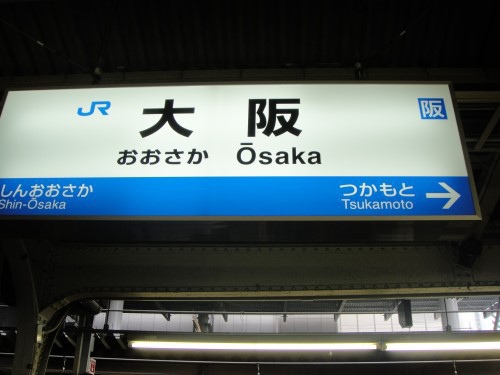 JR 大阪 阪
おおさか Ōsaka
しんおおさか つかもと
Shin-Ōsaka Tsukamoto